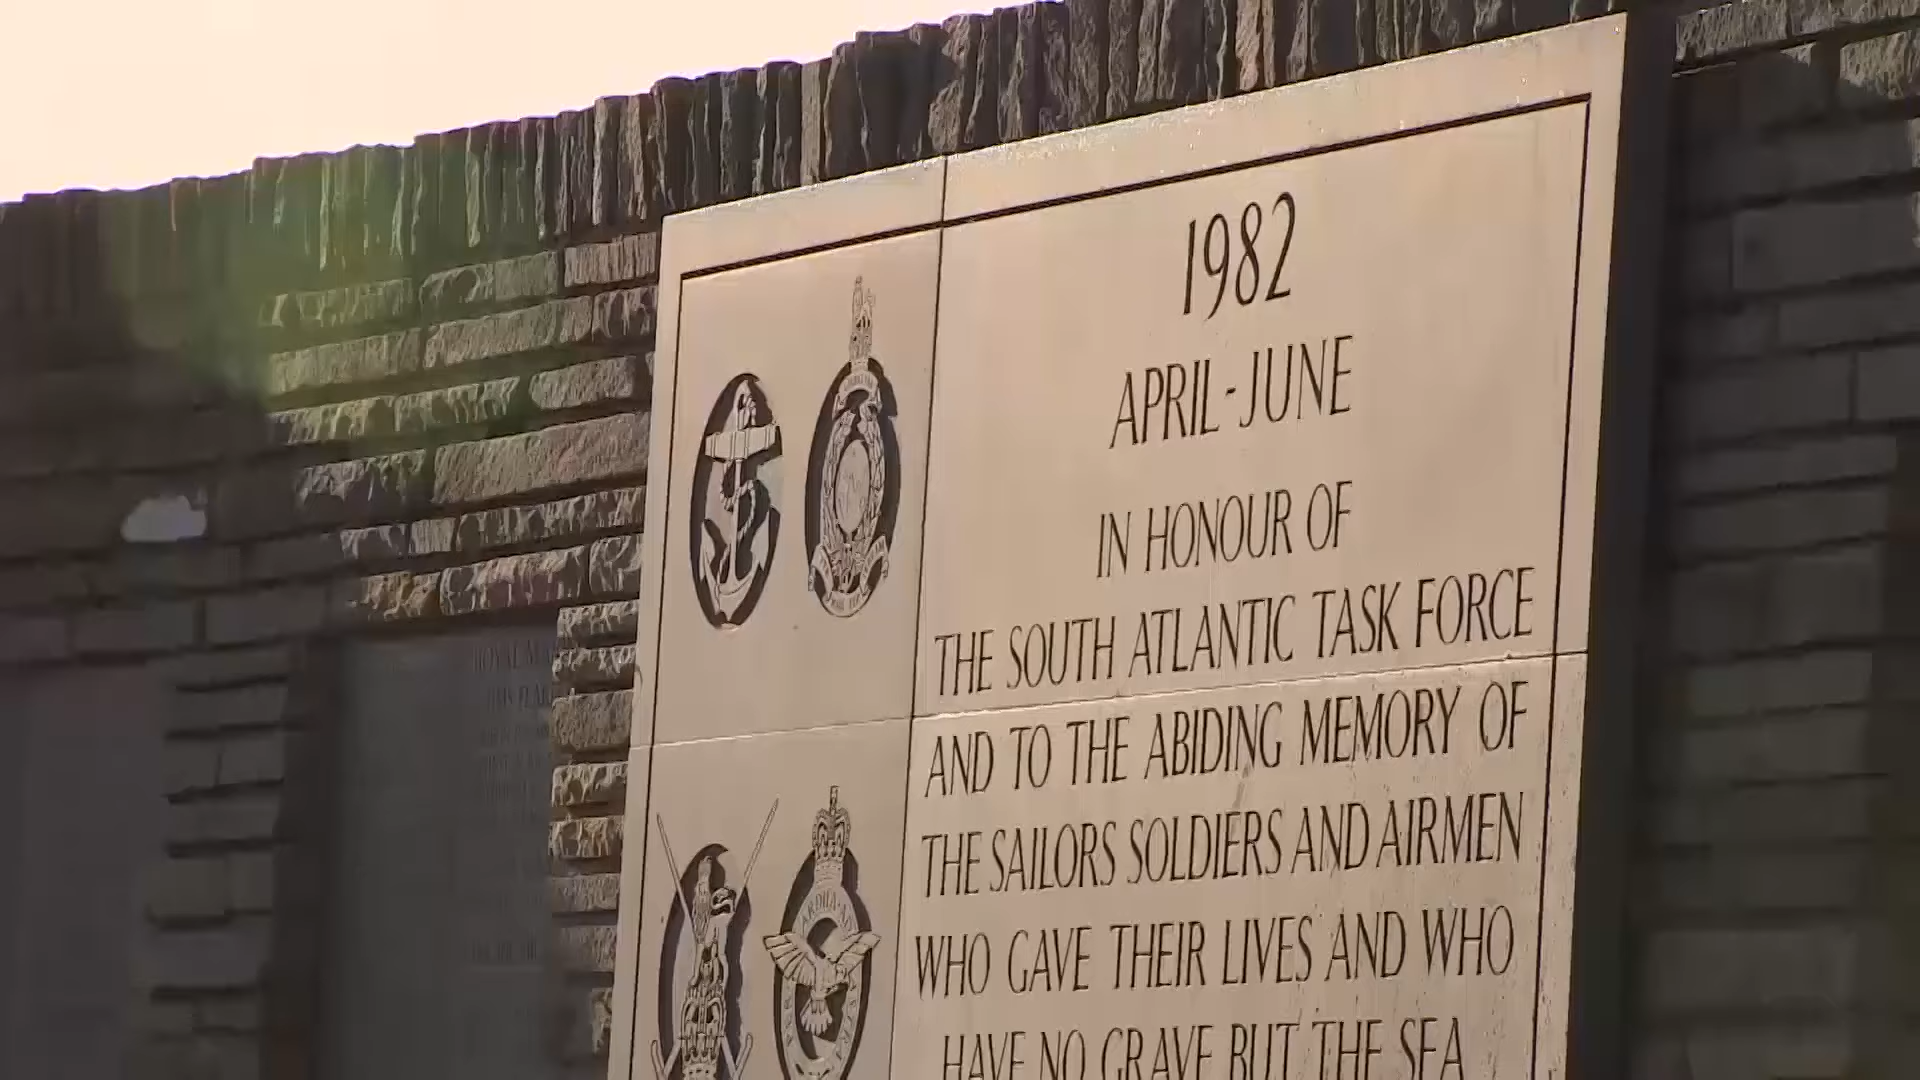 1982
APRIL-JUNE
IN HONOUR OF
THE SOUTH ATLANTIC TASK FORCE
AND TO THE ABIDING MEMORY OF
THE SAILORS SOLDIERS AND AIRMEN
WHO GAVE THEIR LIVES AND WHO
HAVE NO GRAVE BUT THE SEA